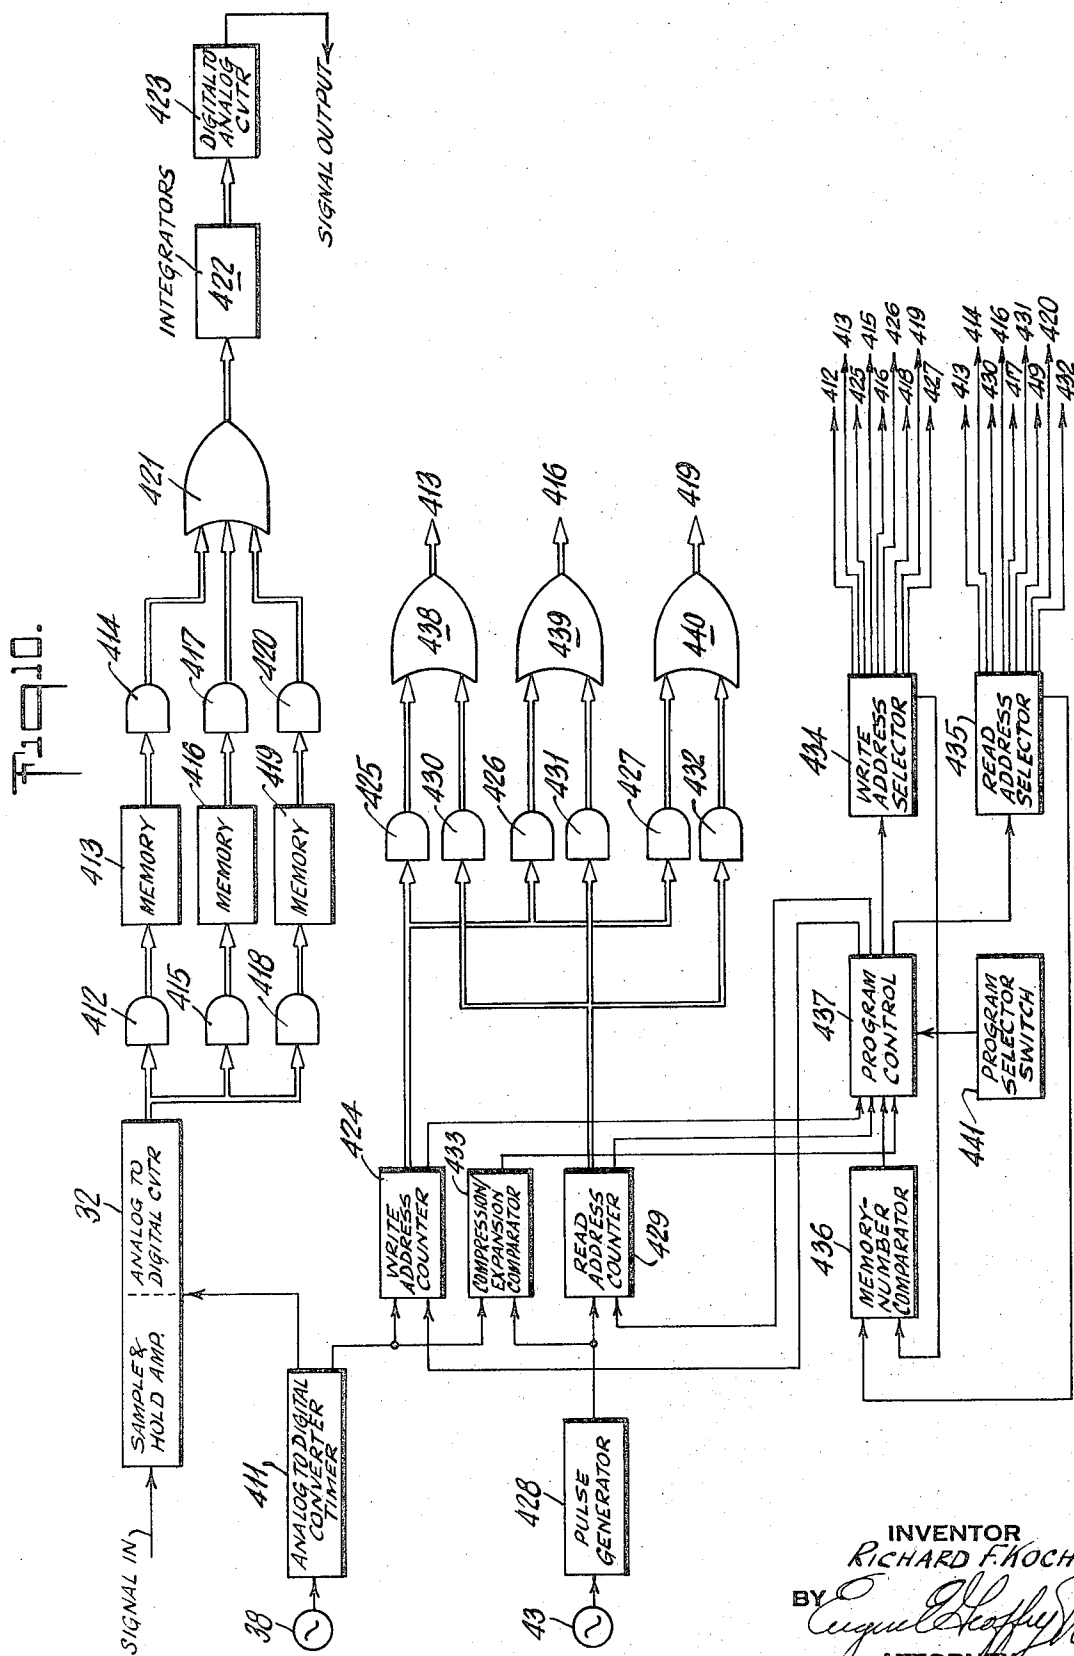 Fig. 10.
SIGNAL IN
32
SAMPLE &
HOLD AMP.
ANALOG TO
DIGITAL CVTR
412
415
418
413
MEMORY
416
MEMORY
419
MEMORY
414
417
420
421
INTEGRATORS
422
423
DIGITAL TO
ANALOG
CVTR
SIGNAL OUTPUT
38
411
ANALOG TO DIGITAL
CONVERTER
TIMER
43
428
PULSE
GENERATOR
424
WRITE
ADDRESS
COUNTER
433
COMPRESSION/
EXPANSION
COMPARATOR
READ
ADDRESS
COUNTER
429
425
430
426
431
427
432
438
439
440
413
416
419
436
MEMORY-
NUMBER
COMPARATOR
437
PROGRAM
CONTROL
441
PROGRAM
SELECTOR
SWITCH
434
WRITE
ADDRESS
SELECTOR
435
READ
ADDRESS
SELECTOR
412
413
425
415
416
426
418
419
427
413
414
430
416
417
431
419
420
432
INVENTOR
RICHARD F. KOCH
BY